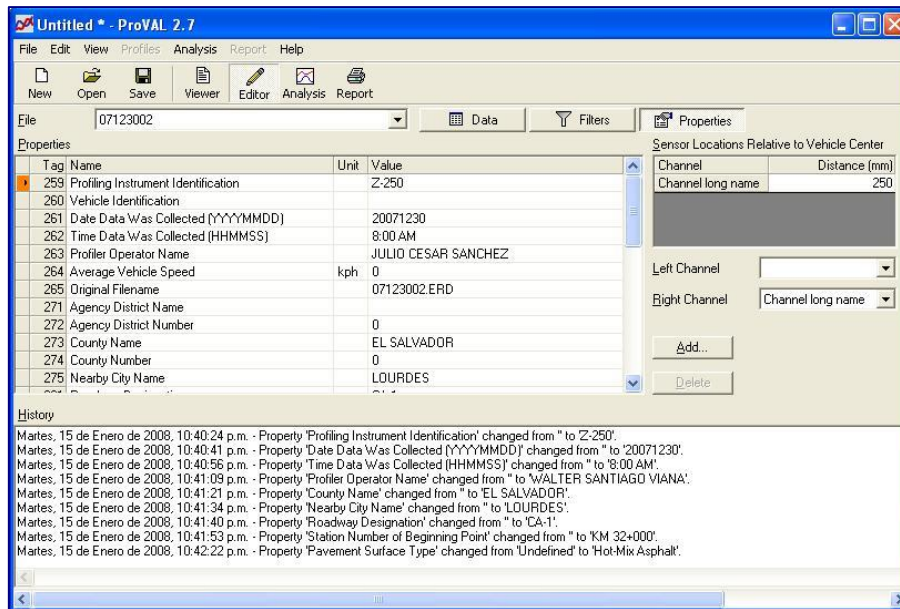 Untitled * - ProVAL 2.7
File Edit View Profiles Analysis Report Help
New Open Save Viewer Editor Analysis Report
File 07123002 Data Filters Properties
Properties
Tag Name Unit Value
259 Profiling Instrument Identification Z-250
260 Vehicle Identification
261 Date Data Was Collected (YYYYMMDD) 20071230
262 Time Data Was Collected (HHMMSS) 8:00 AM
263 Profiler Operator Name JULIO CESAR SANCHEZ
264 Average Vehicle Speed kph 0
265 Original Filename 07123002.ERD
271 Agency District Name
272 Agency District Number 0
273 County Name EL SALVADOR
274 County Number 0
275 Nearby City Name LOURDES
Sensor Locations Relative to Vehicle Center
Channel Distance (mm)
Channel long name 250
Left Channel
Right Channel Channel long name
Add...
Delete
History
Martes, 15 de Enero de 2008, 10:40:24 p.m. - Property 'Profiling Instrument Identification' changed from '' to 'Z-250'.
Martes, 15 de Enero de 2008, 10:40:41 p.m. - Property 'Date Data Was Collected (YYYYMMDD)' changed from '' to '20071230'.
Martes, 15 de Enero de 2008, 10:40:56 p.m. - Property 'Time Data Was Collected (HHMMSS)' changed from '' to '8:00 AM'.
Martes, 15 de Enero de 2008, 10:41:09 p.m. - Property 'Profiler Operator Name' changed from '' to 'WALTER SANTIAGO VIANA'.
Martes, 15 de Enero de 2008, 10:41:21 p.m. - Property 'County Name' changed from '' to 'EL SALVADOR'.
Martes, 15 de Enero de 2008, 10:41:34 p.m. - Property 'Nearby City Name' changed from '' to 'LOURDES'.
Martes, 15 de Enero de 2008, 10:41:40 p.m. - Property 'Roadway Designation' changed from '' to 'CA-1'.
Martes, 15 de Enero de 2008, 10:41:53 p.m. - Property 'Station Number of Beginning Point' changed from '' to 'KM 32+000'.
Martes, 15 de Enero de 2008, 10:42:22 p.m. - Property 'Pavement Surface Type' changed from 'Undefined' to 'Hot-Mix Asphalt'.